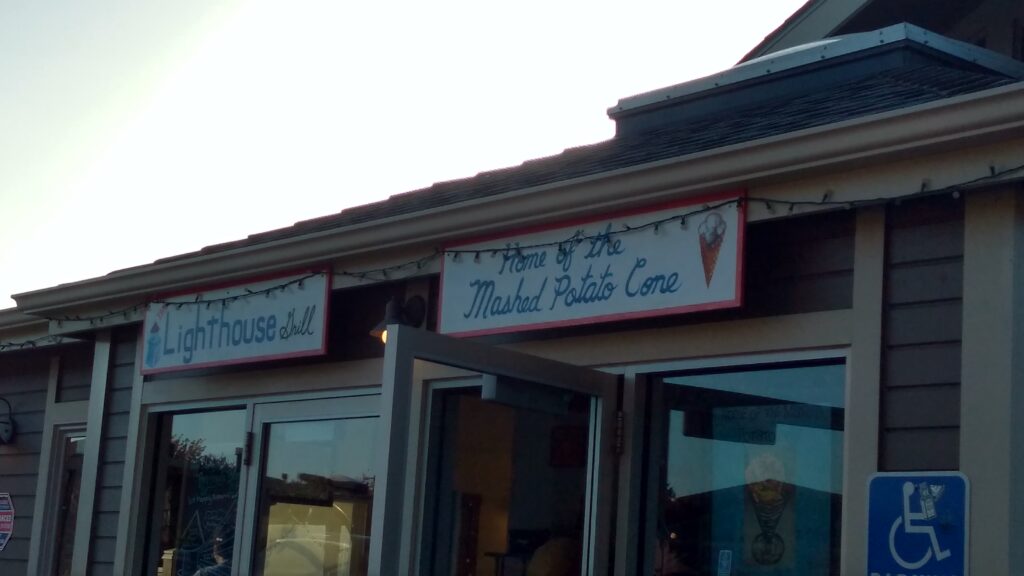 Lighthouse Grill
Home of the
Mashed Potato Cone